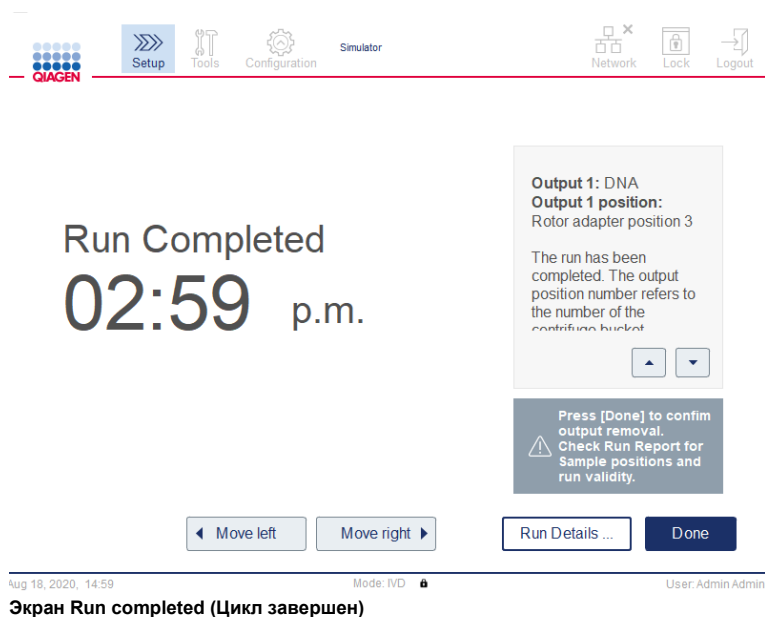 QIAGEN
Setup
Tools
Configuration
Simulator
Network
Lock
Logout
Run Completed
02:59 p.m.
Output 1: DNA
Output 1 position:
Rotor adapter position 3
The run has been
completed. The output
position number refers to
the number of the
centrifuge bucket
Press [Done] to confim
output removal.
Check Run Report for
Sample positions and
run validity.
Move left
Move right
Run Details ...
Done
Aug 18, 2020, 14:59
Mode: IVD
User: Admin Admin
Экран Run completed (Цикл завершен)